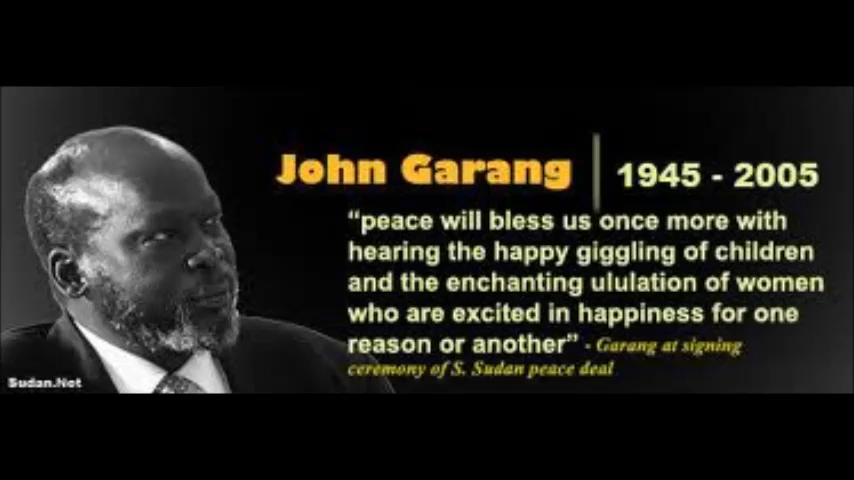 John Garang | 1945 - 2005
“peace will bless us once more with
hearing the happy giggling of children
and the enchanting ululation of women
who are excited in happiness for one
reason or another” - Garang at signing
ceremony of S. Sudan peace deal
Sudan.Net